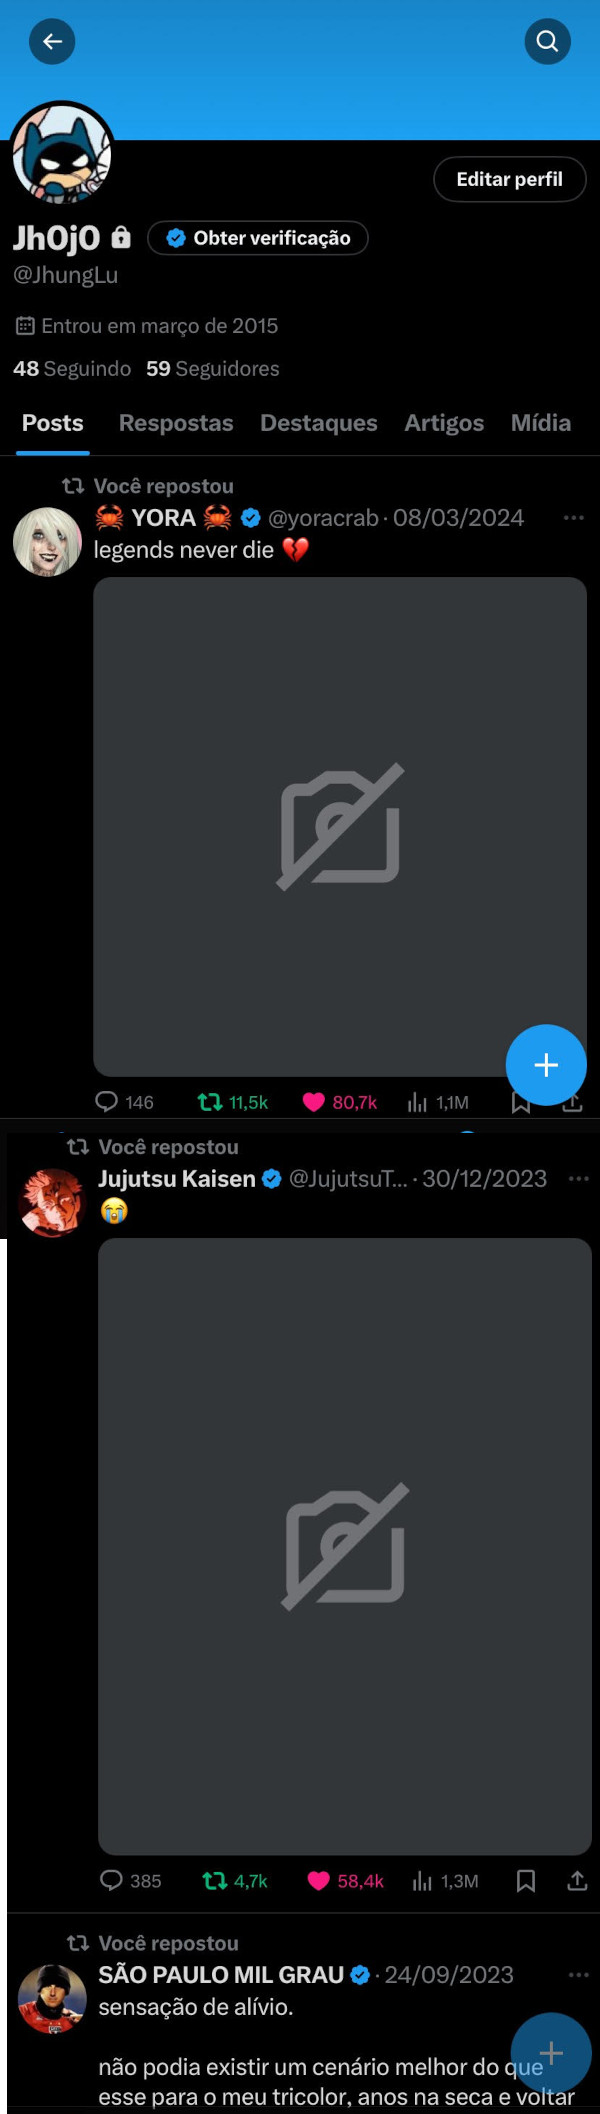 Editar perfil
Jh0j0 Obter verificação
@JhungLu
Entrou em março de 2015
48 Seguindo 59 Seguidores
Posts Respostas Destaques Artigos Mídia
Você repostou
🦀 YORA 🦀 @yoracrab · 08/03/2024 ...
legends never die 💔
146 11,5k 80,7k 1,1M
Você repostou
Jujutsu Kaisen @JujutsuT... · 30/12/2023 ...
😭
385 4,7k 58,4k 1,3M
Você repostou
SÃO PAULO MIL GRAU · 24/09/2023 ...
sensação de alívio.
não podia existir um cenário melhor do que
esse para o meu tricolor, anos na seca e voltar